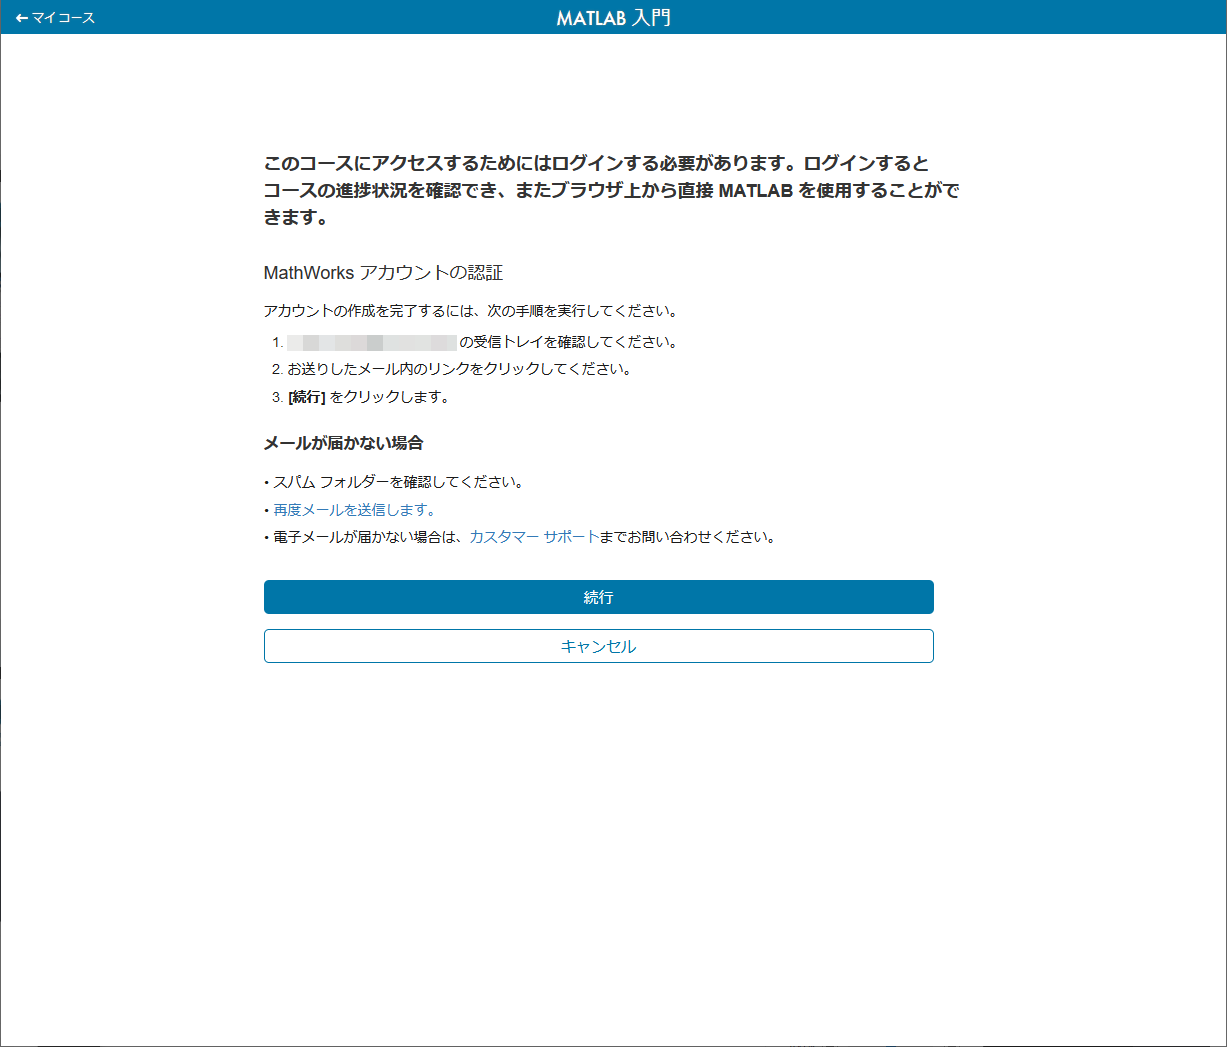 マイコース
MATLAB 入門
このコースにアクセスするためにはログインする必要があります。ログインすると
コースの進捗状況を確認でき、またブラウザ上から直接 MATLAB を使用することがで
きます。
MathWorks アカウントの認証
アカウントの作成を完了するには、次の手順を実行してください。
1. の受信トレイを確認してください。
2. お送りしたメール内のリンクをクリックしてください。
3. [続行] をクリックします。
メールが届かない場合
• スパム フォルダーを確認してください。
• 再度メールを送信します。
• 電子メールが届かない場合は、カスタマー サポートまでお問い合わせください。
続行
キャンセル